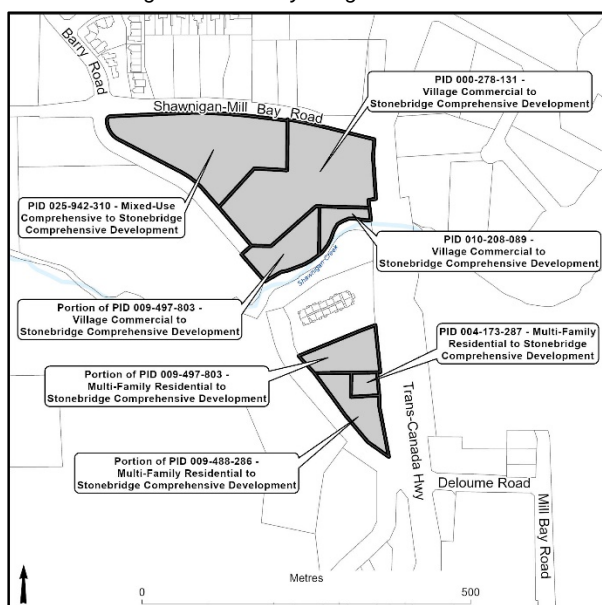 Barry Road
PID 000-278-131 -
Village Commercial to
Stonebridge Comprehensive Development
Shawnigan-Mill Bay Road
PID 025-942-310 - Mixed-Use
Comprehensive to Stonebridge
Comprehensive Development
PID 010-208-089 -
Village Commercial to
Stonebridge Comprehensive Development
Shawnigan Creek
Portion of PID 009-497-803 -
Village Commercial to
Stonebridge Comprehensive Development
PID 004-173-287 - Multi-Family
Residential to Stonebridge
Comprehensive Development
Portion of PID 009-497-803 -
Multi-Family Residential to
Stonebridge Comprehensive Development
Trans-Canada Hwy
Portion of PID 009-488-286 -
Multi-Family Residential to
Stonebridge Comprehensive Development
Deloume Road
Mill Bay Road
Metres
0 500